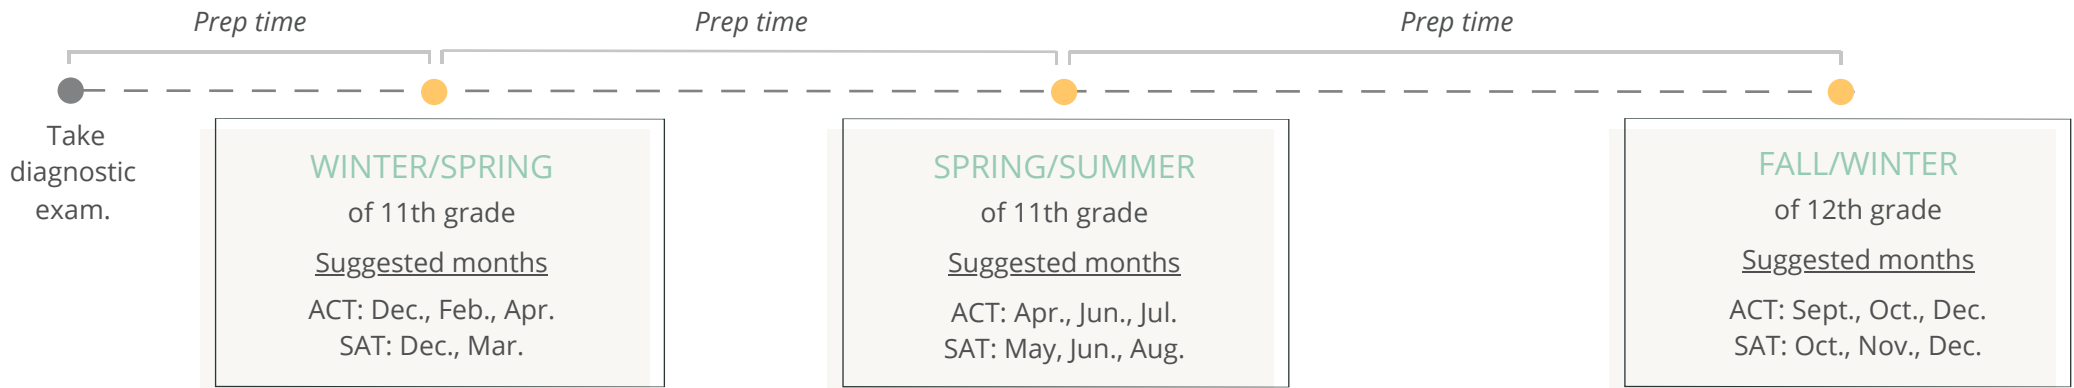 Prep time
Prep time
Prep time
Take
diagnostic
exam.
WINTER/SPRING
of 11th grade
Suggested months
ACT: Dec., Feb., Apr.
SAT: Dec., Mar.
SPRING/SUMMER
of 11th grade
Suggested months
ACT: Apr., Jun., Jul.
SAT: May, Jun., Aug.
FALL/WINTER
of 12th grade
Suggested months
ACT: Sept., Oct., Dec.
SAT: Oct., Nov., Dec.